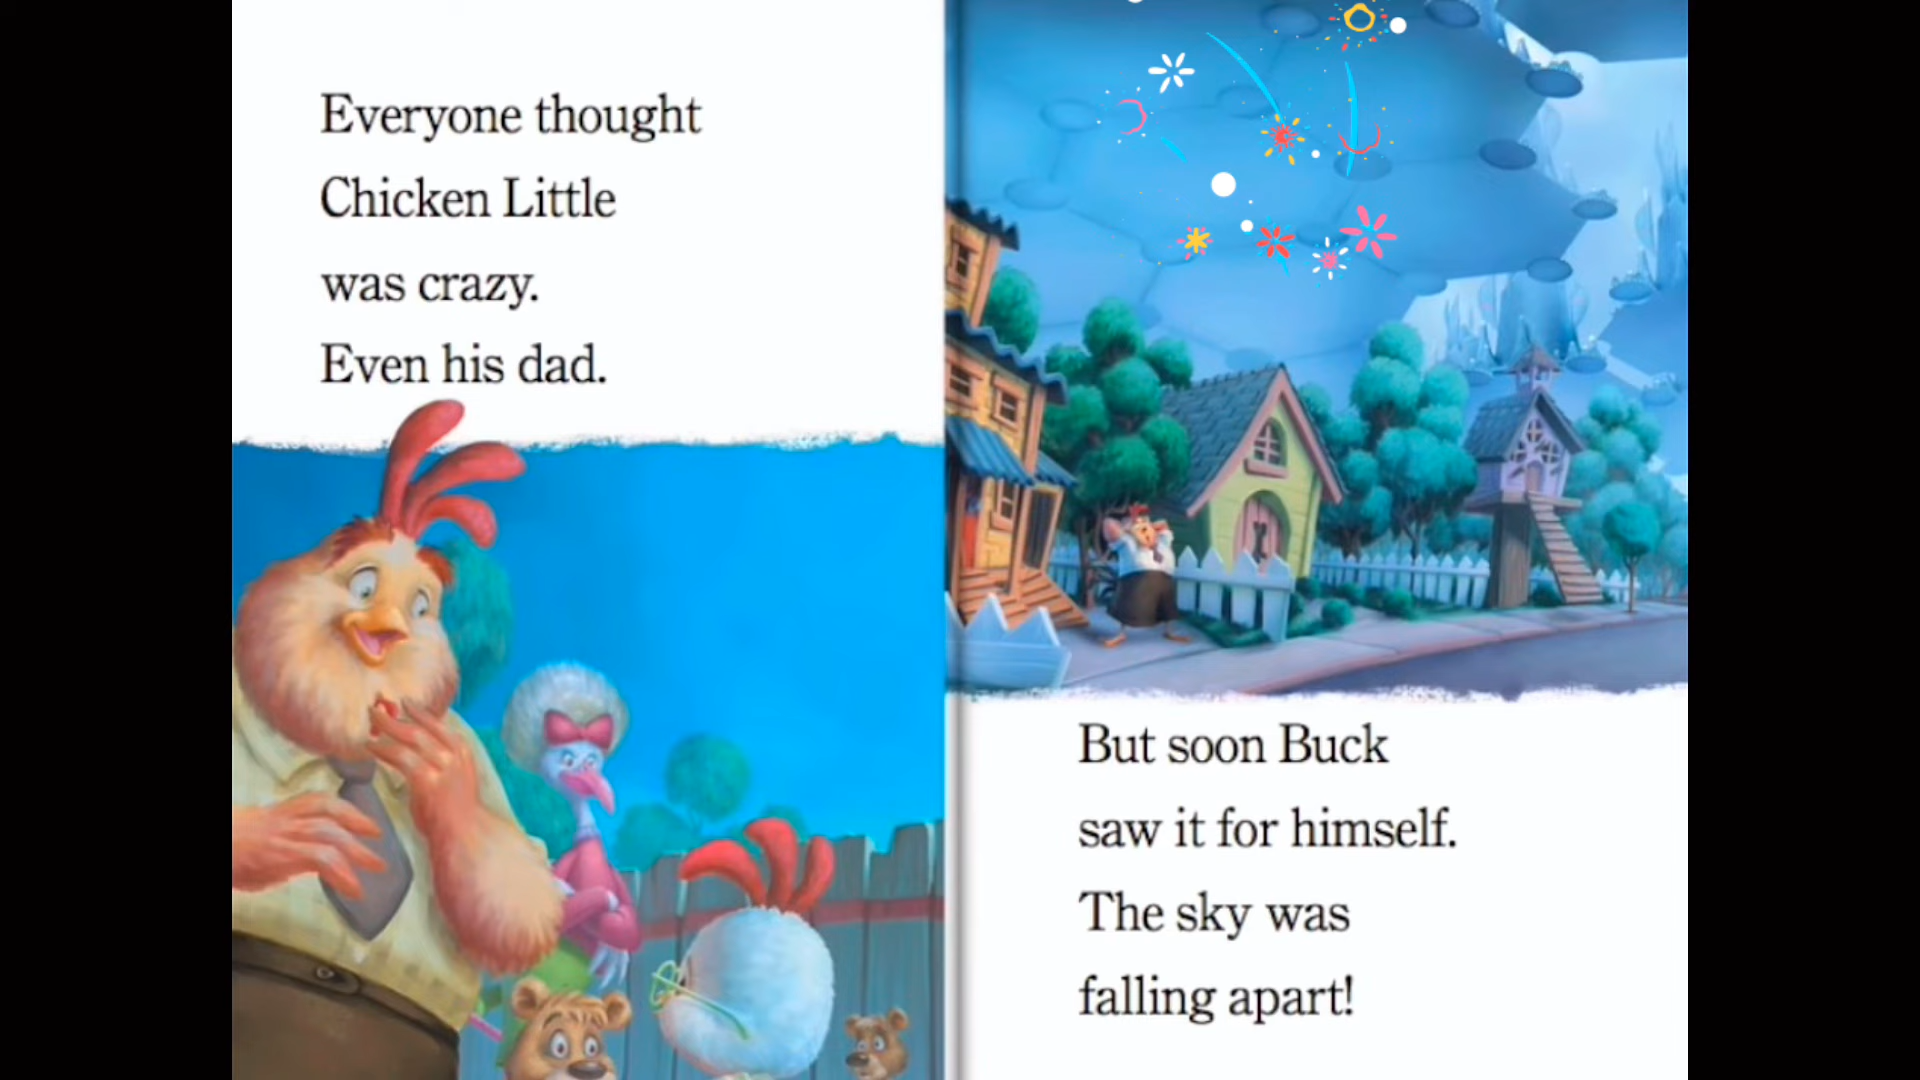 Everyone thought
Chicken Little
was crazy.
Even his dad.
But soon Buck
saw it for himself.
The sky was
falling apart!